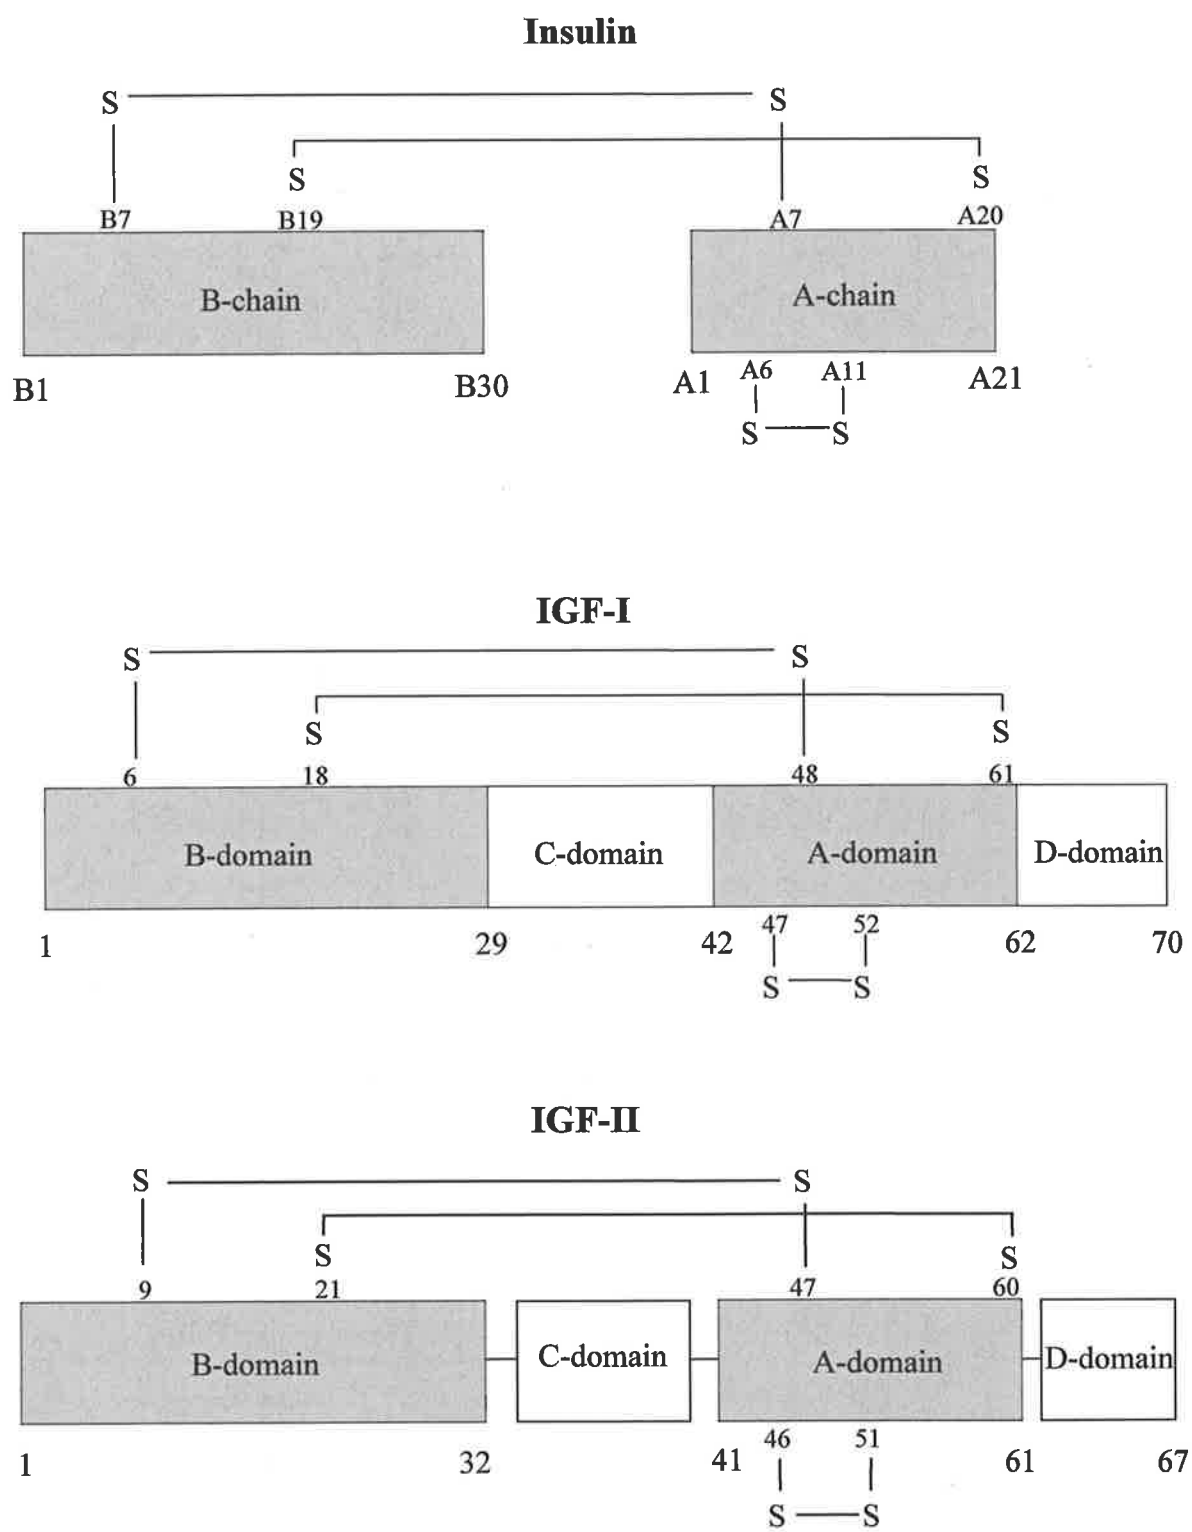 Insulin
S S
S S
B7 B19 A7 A20
B-chain A-chain
B1 B30 A1 A6 A11 A21
S S
IGF-I
S S
S S
6 18 48 61
B-domain C-domain A-domain D-domain
1 29 42 47 52 62 70
S S
IGF-II
S S
S S
9 21 47 60
B-domain C-domain A-domain D-domain
1 32 41 46 51 61 67
S S